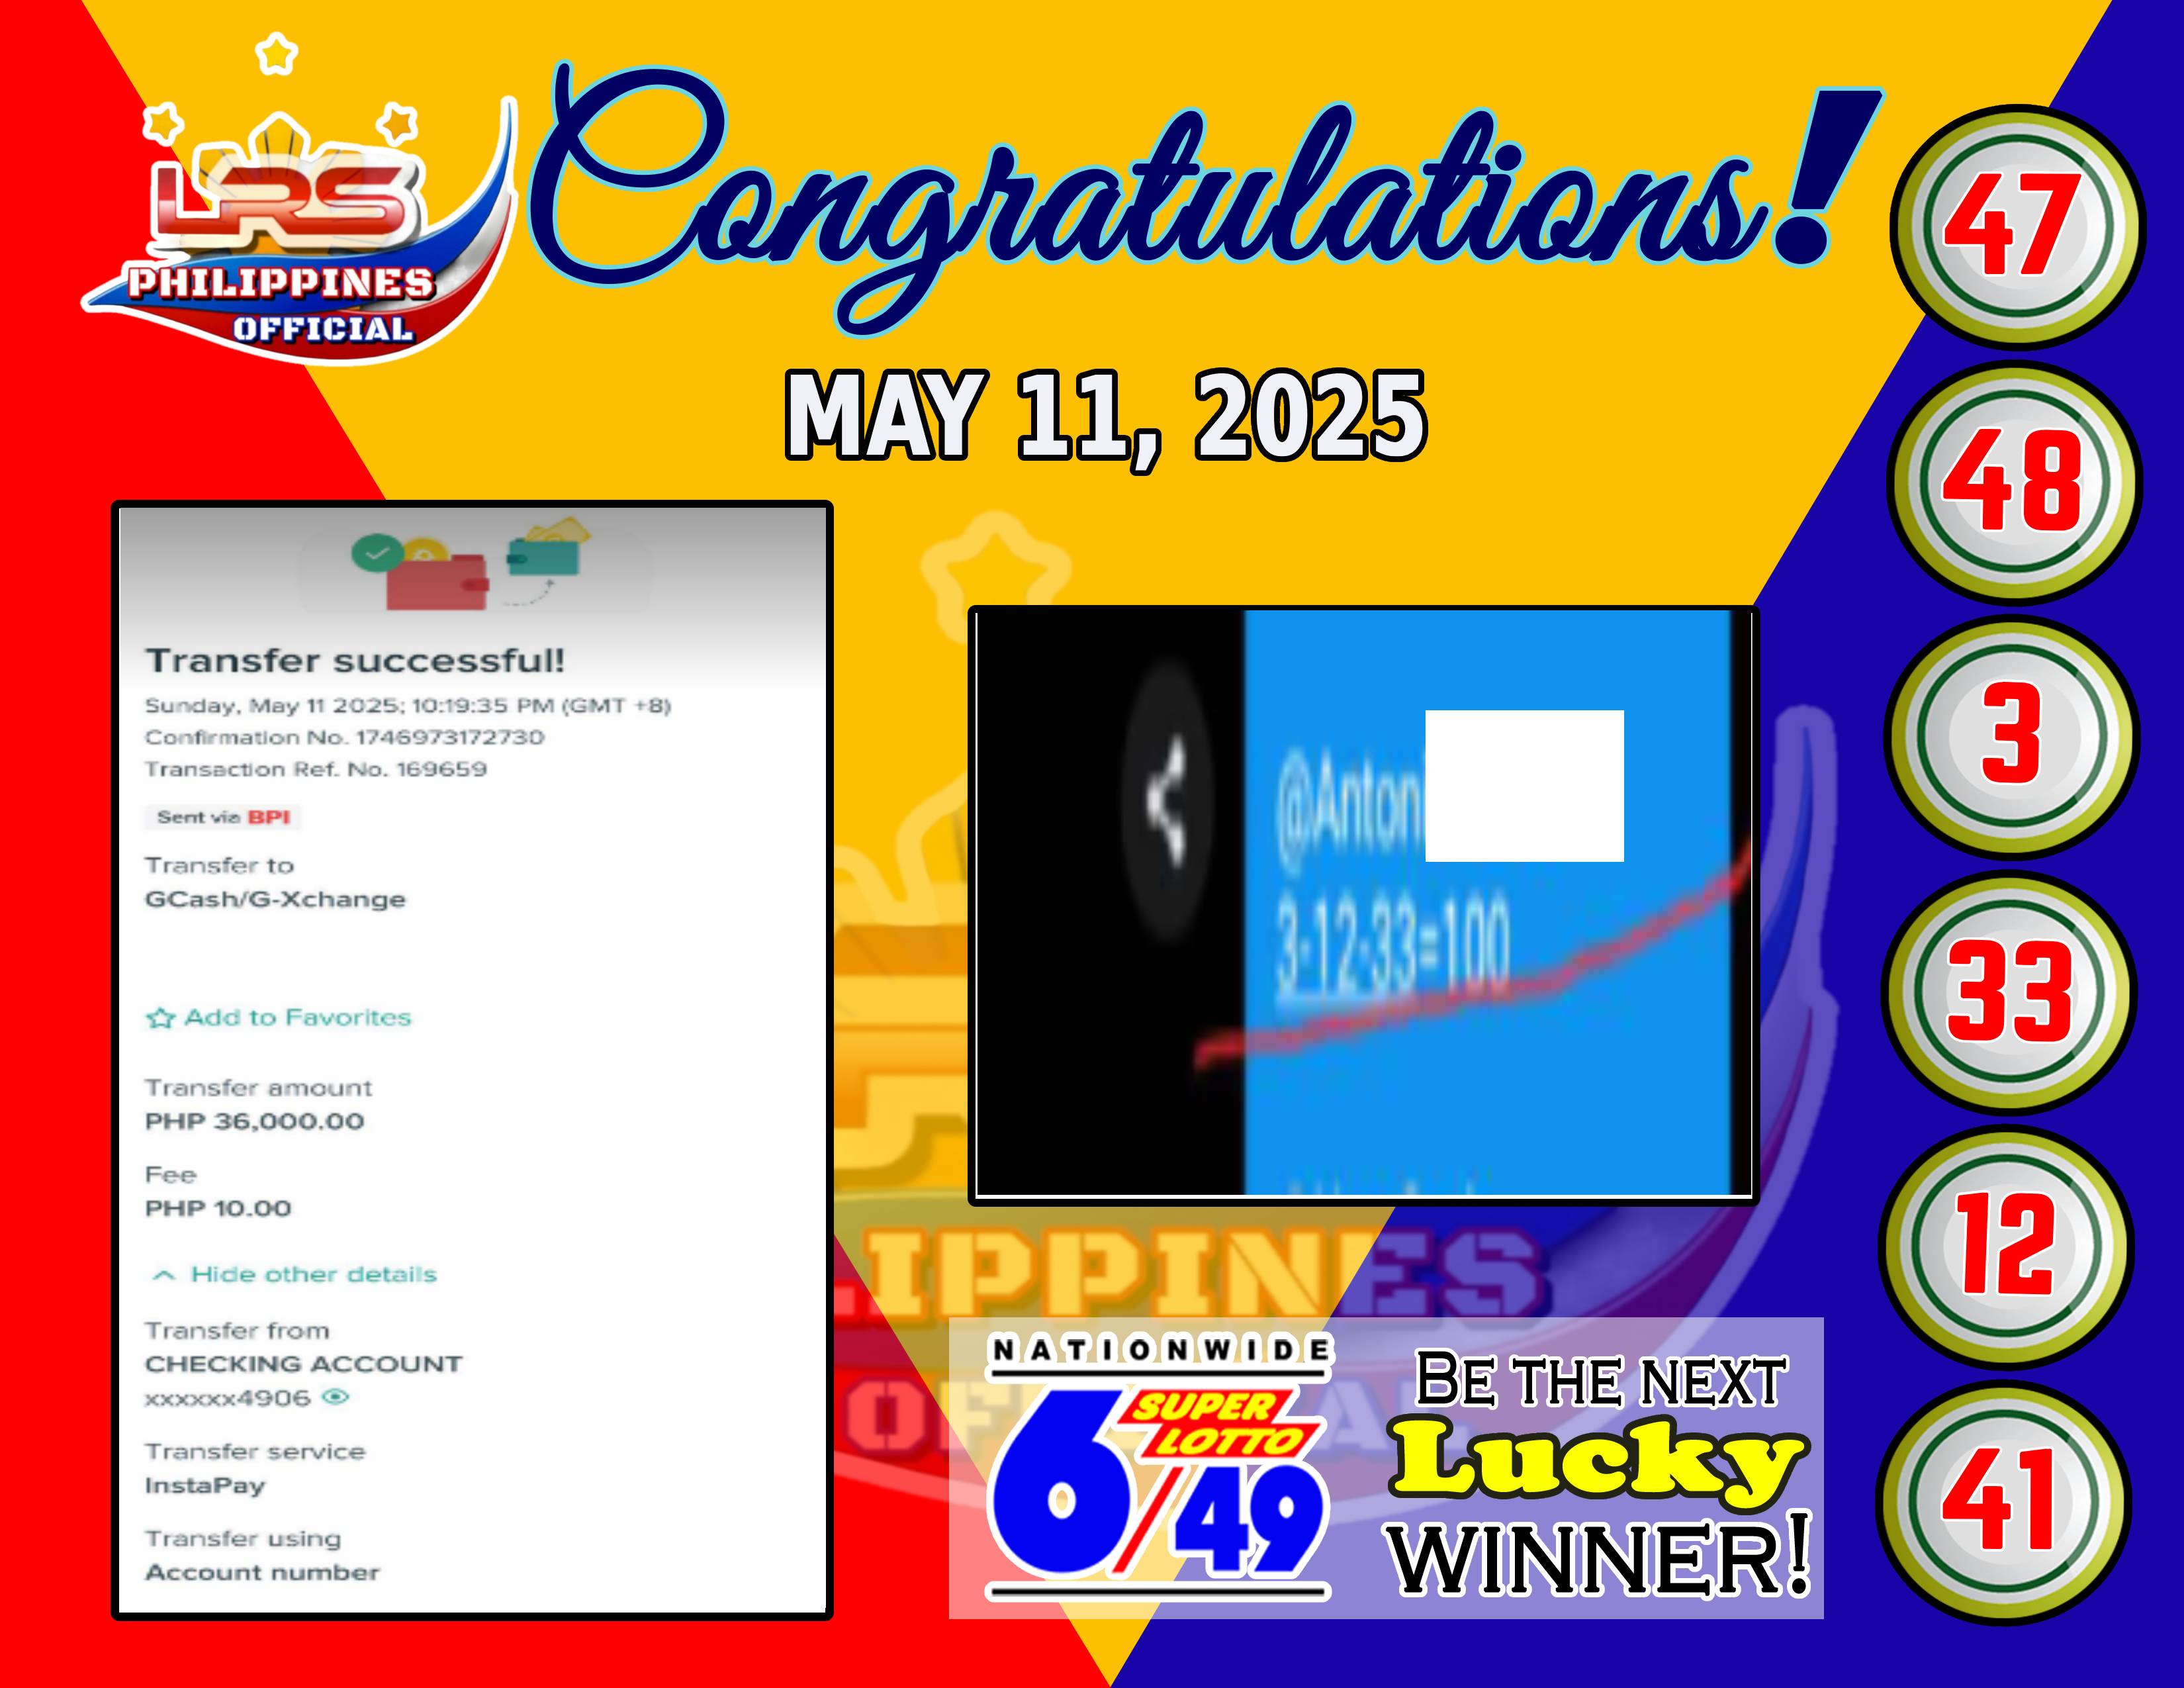 LRS
PHILIPPINES
OFFICIAL
Congratulations!
MAY 11, 2025
Transfer successful!
Sunday, May 11 2025; 10:19:35 PM (GMT +8)
Confirmation No. 1746973172730
Transaction Ref. No. 169659
Sent via BPI
Transfer to
GCash/G-Xchange
Add to Favorites
Transfer amount
PHP 36,000.00
Fee
PHP 10.00
Hide other details
Transfer from
CHECKING ACCOUNT
xxxxxx4906
Transfer service
InstaPay
Transfer using
Account number
@Anton
3-12-33=100
LIPPINES
NATIONWIDE
SUPER
LOTTO
6/49
BE THE NEXT
Lucky
WINNER!
47
48
3
33
12
41